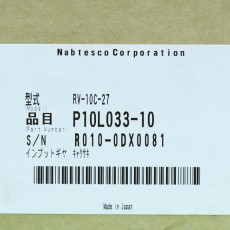 Nabtesco Corporation
型式 RV-10C-27
(Model)
品目 P10L033-10
(Part Number)
S/N R010-0DX0081
インプットギヤ キャクサキ
Made in Japan